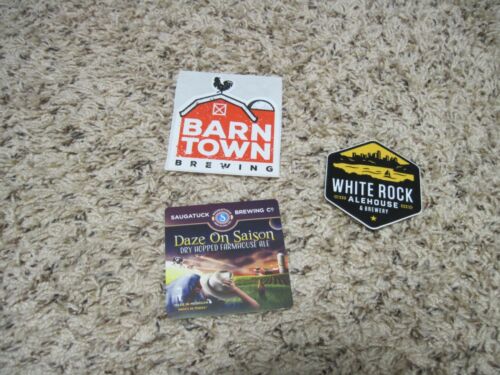 BARN
TOWN
BREWING
WHITE ROCK
ALEHOUSE
& BREWERY
SAUGATUCK BREWING CO
S
Daze On Saison
DRY HOPPED FARMHOUSE ALE